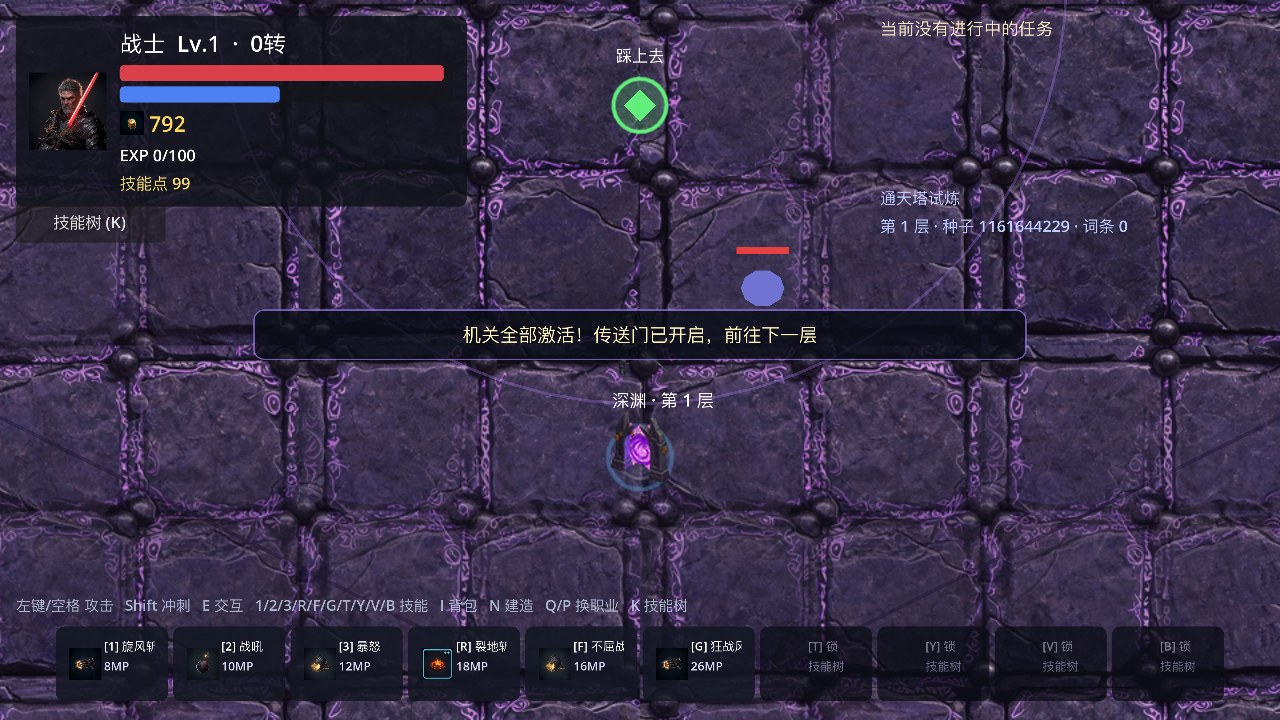 战士 Lv.1 · 0转
792
EXP 0/100
技能点 99
技能树 (K)
踩上去
当前没有进行中的任务
通天塔试炼
第 1 层 · 种子 1161644229 · 词条 0
机关全部激活！传送门已开启，前往下一层
深渊 · 第 1 层
左键/空格 攻击 Shift 冲刺 E 交互 1/2/3/R/F/G/T/Y/V/B 技能 I 背包 N 建造 Q/P 换职业 K 技能树
[1] 旋风斩
8MP
[2] 战吼
10MP
[3] 暴怒
12MP
[R] 裂地斩
18MP
[F] 不屈战
16MP
[G] 狂战
26MP
[T] 锁
技能树
[Y] 锁
技能树
[V] 锁
技能树
[B] 锁
技能树